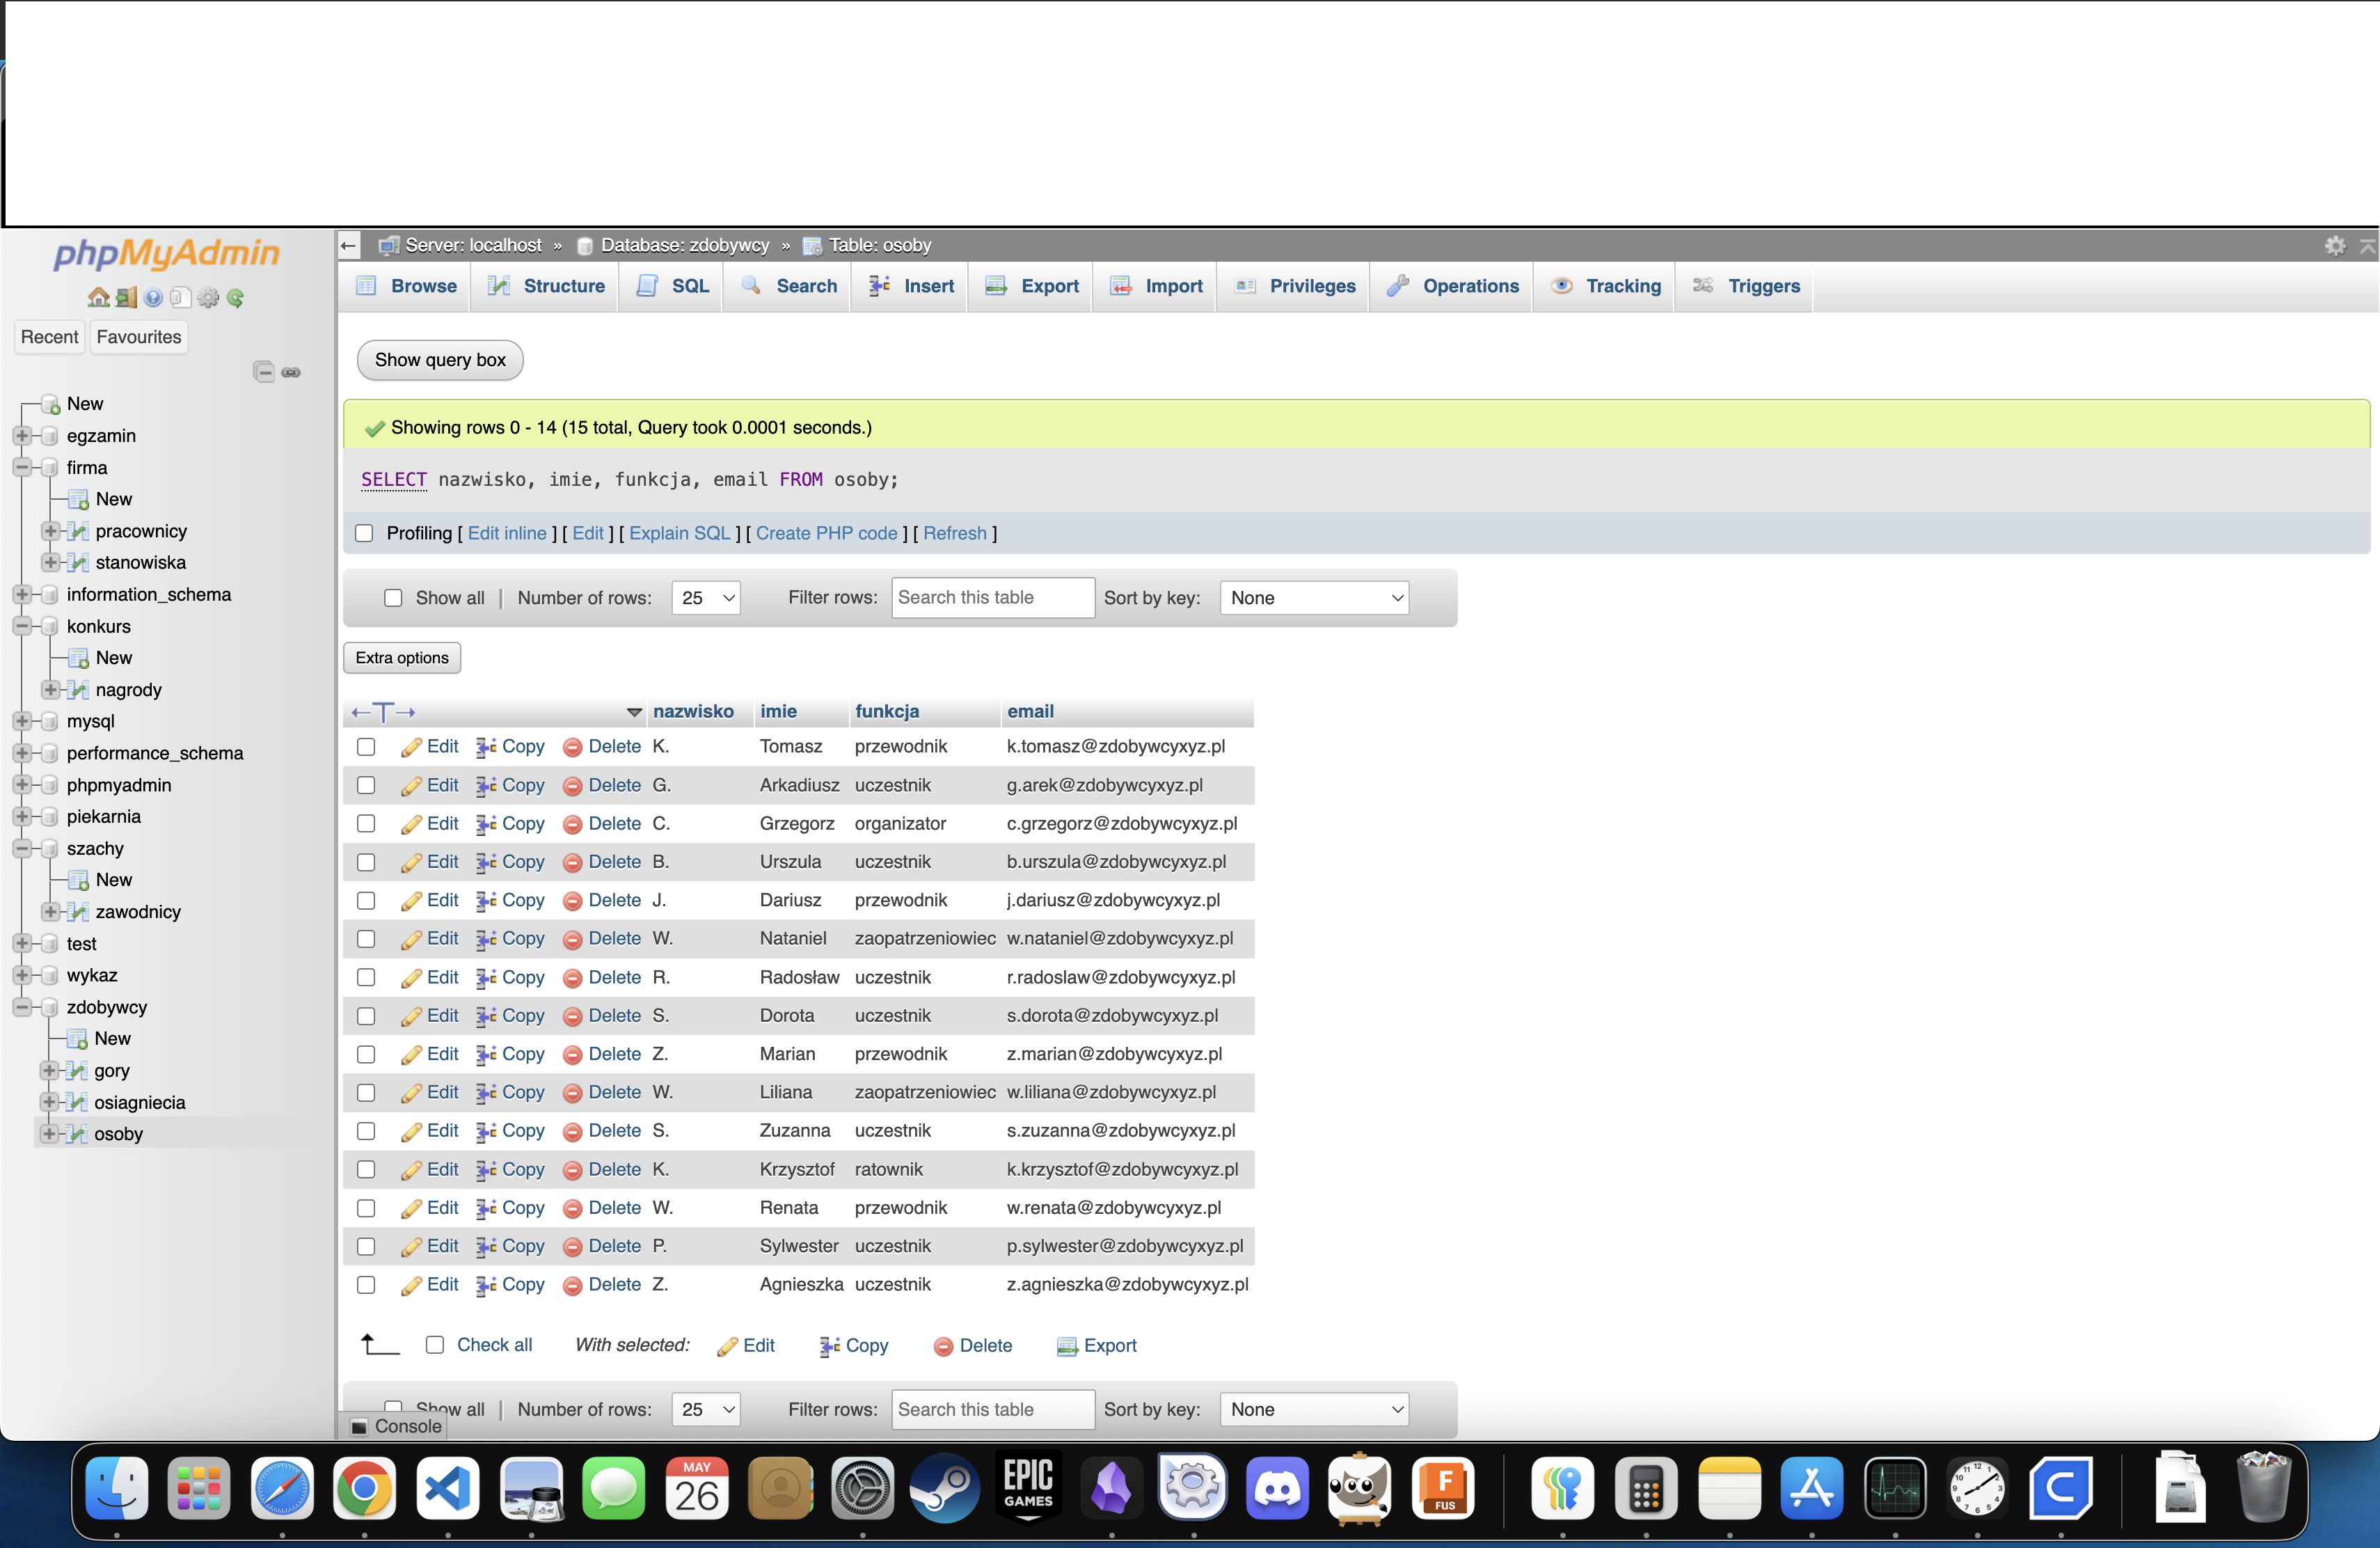 phpMyAdmin
Recent Favourites
New
egzamin
firma
New
pracownicy
stanowiska
information_schema
konkurs
New
nagrody
mysql
performance_schema
phpmyadmin
piekarnia
szachy
New
zawodnicy
test
wykaz
zdobywcy
New
gory
osiagniecia
osoby
Server: localhost » Database: zdobywcy » Table: osoby
Browse Structure SQL Search Insert Export Import Privileges Operations Tracking Triggers
Show query box
Showing rows 0 - 14 (15 total, Query took 0.0001 seconds.)
SELECT nazwisko, imie, funkcja, email FROM osoby;
Profiling [ Edit inline ] [ Edit ] [ Explain SQL ] [ Create PHP code ] [ Refresh ]
Show all | Number of rows: 25 Filter rows: Search this table Sort by key: None
Extra options
nazwisko imie funkcja email
Edit Copy Delete K. Tomasz przewodnik k.tomasz@zdobywcyxyz.pl
Edit Copy Delete G. Arkadiusz uczestnik g.arek@zdobywcyxyz.pl
Edit Copy Delete C. Grzegorz organizator c.grzegorz@zdobywcyxyz.pl
Edit Copy Delete B. Urszula uczestnik b.urszula@zdobywcyxyz.pl
Edit Copy Delete J. Dariusz przewodnik j.dariusz@zdobywcyxyz.pl
Edit Copy Delete W. Nataniel zaopatrzeniowiec w.nataniel@zdobywcyxyz.pl
Edit Copy Delete R. Radosław uczestnik r.radoslaw@zdobywcyxyz.pl
Edit Copy Delete S. Dorota uczestnik s.dorota@zdobywcyxyz.pl
Edit Copy Delete Z. Marian przewodnik z.marian@zdobywcyxyz.pl
Edit Copy Delete W. Liliana zaopatrzeniowiec w.liliana@zdobywcyxyz.pl
Edit Copy Delete S. Zuzanna uczestnik s.zuzanna@zdobywcyxyz.pl
Edit Copy Delete K. Krzysztof ratownik k.krzysztof@zdobywcyxyz.pl
Edit Copy Delete W. Renata przewodnik w.renata@zdobywcyxyz.pl
Edit Copy Delete P. Sylwester uczestnik p.sylwester@zdobywcyxyz.pl
Edit Copy Delete Z. Agnieszka uczestnik z.agnieszka@zdobywcyxyz.pl
Check all With selected: Edit Copy Delete Export
Show all | Number of rows: 25 Filter rows: Search this table Sort by key: None
Console
MAY
26
EPIC
GAMES
F
FUS